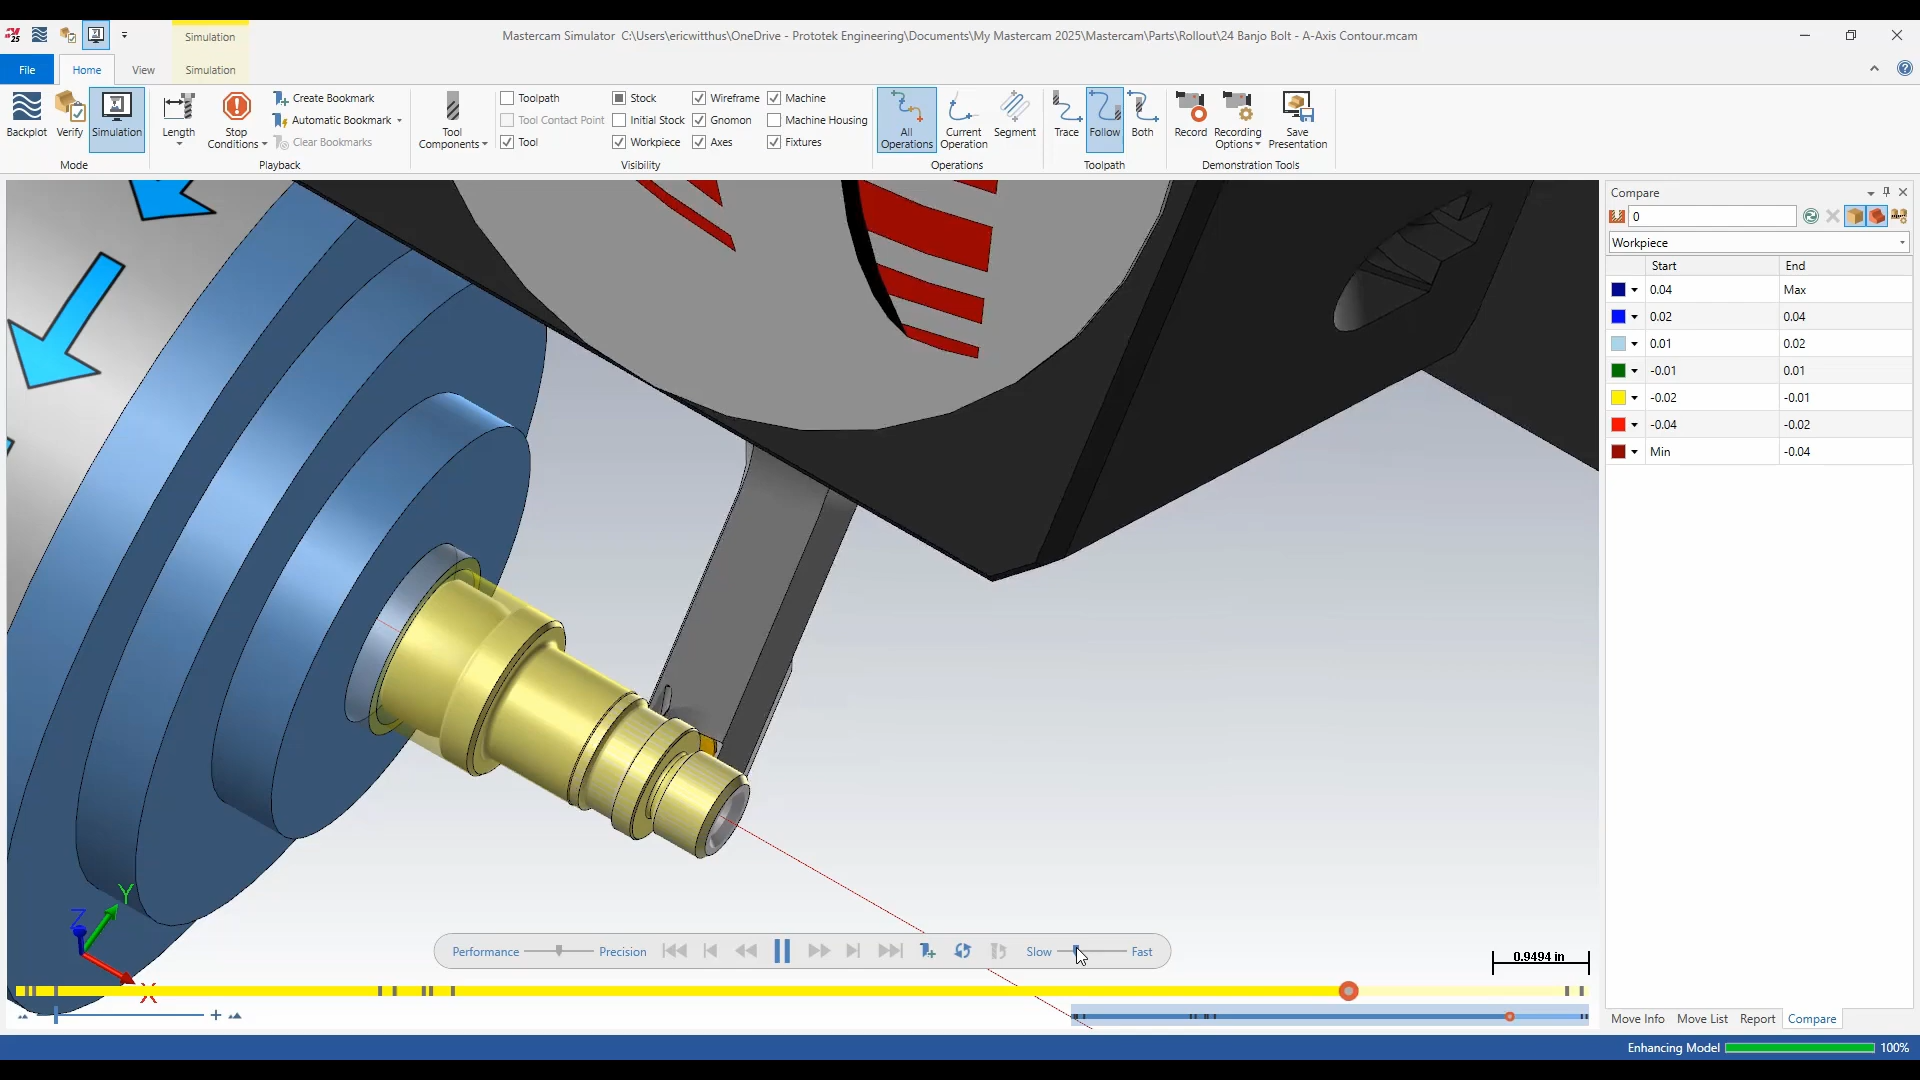 25
Simulation
Mastercam Simulator C:\Users\ericwitthus\OneDrive - Prototek Engineering\Documents\My Mastercam 2025\Mastercam\Parts\Rollout\24 Banjo Bolt - A-Axis Contour.mcam
File
Home
View
Simulation
Backplot
Verify
Simulation
Mode
Length
Stop
Conditions
Create Bookmark
Automatic Bookmark
Clear Bookmarks
Playback
Tool
Components
Toolpath
Tool Contact Point
Tool
Stock
Initial Stock
Workpiece
Wireframe
Gnomon
Axes
Machine
Machine Housing
Fixtures
Visibility
All
Operations
Current
Operation
Segment
Operations
Trace
Follow
Both
Toolpath
Record
Recording
Options
Save
Presentation
Demonstration Tools
Compare
0
Workpiece
Start End
0.04 Max
0.02 0.04
0.01 0.02
-0.01 0.01
-0.02 -0.01
-0.04 -0.02
Min -0.04
Z
Y
X
Performance
Precision
Slow
Fast
0.9494 in
Move Info
Move List
Report
Compare
Enhancing Model 100%